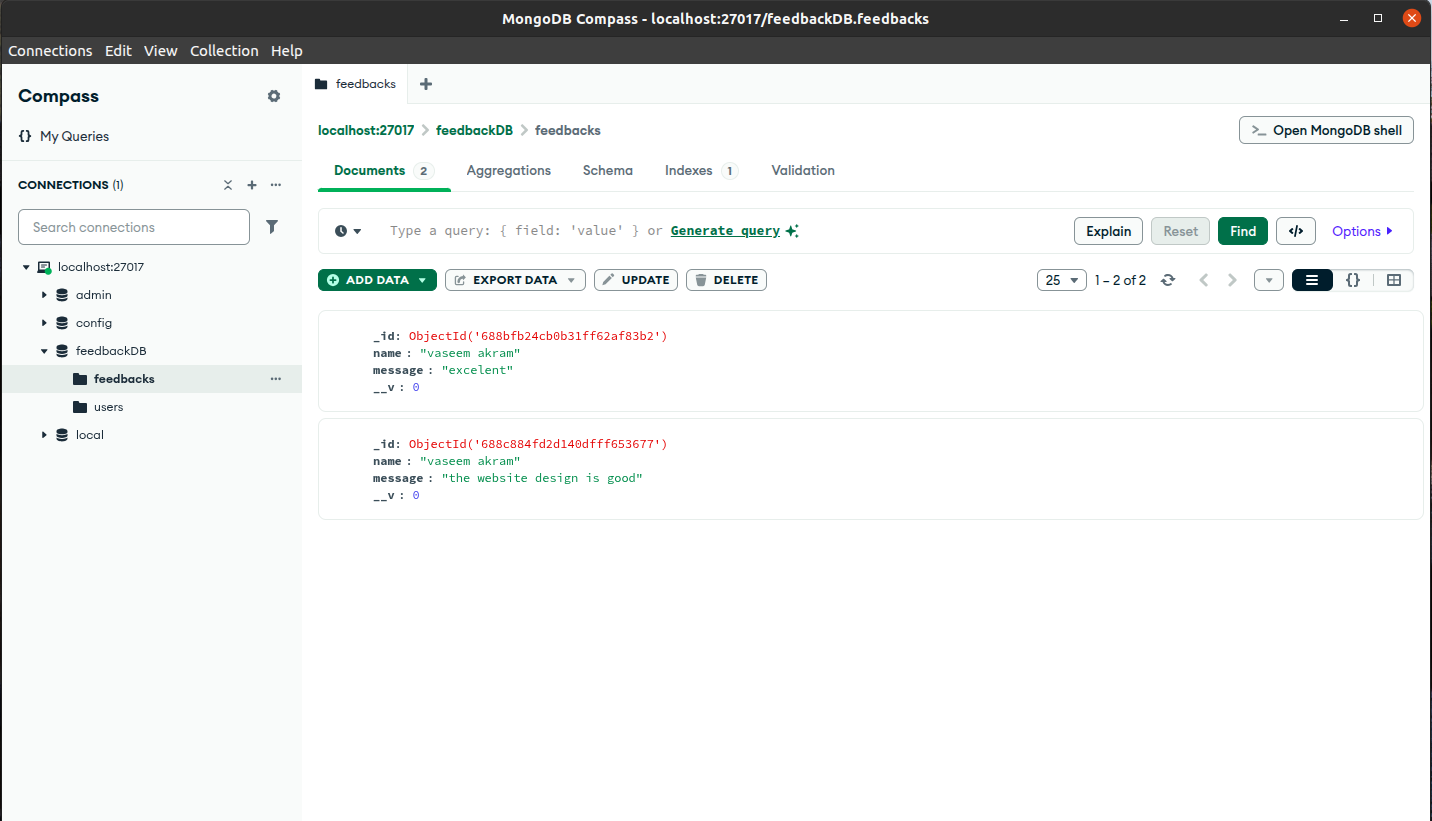 MongoDB Compass - localhost:27017/feedbackDB.feedbacks
Connections Edit View Collection Help
Compass
{} My Queries
CONNECTIONS (1)
Search connections
localhost:27017
admin
config
feedbackDB
feedbacks
users
local
feedbacks
localhost:27017 > feedbackDB > feedbacks
>_ Open MongoDB shell
Documents 2 Aggregations Schema Indexes 1 Validation
Type a query: { field: 'value' } or Generate query
Explain Reset Find </> Options
ADD DATA EXPORT DATA UPDATE DELETE
25 1 – 2 of 2 {}
_id: ObjectId('688bfb24cb0b31ff62af83b2')
name : "vaseem akram"
message : "excelent"
__v : 0
_id: ObjectId('688c884fd2d140dfff653677')
name : "vaseem akram"
message : "the website design is good"
__v : 0